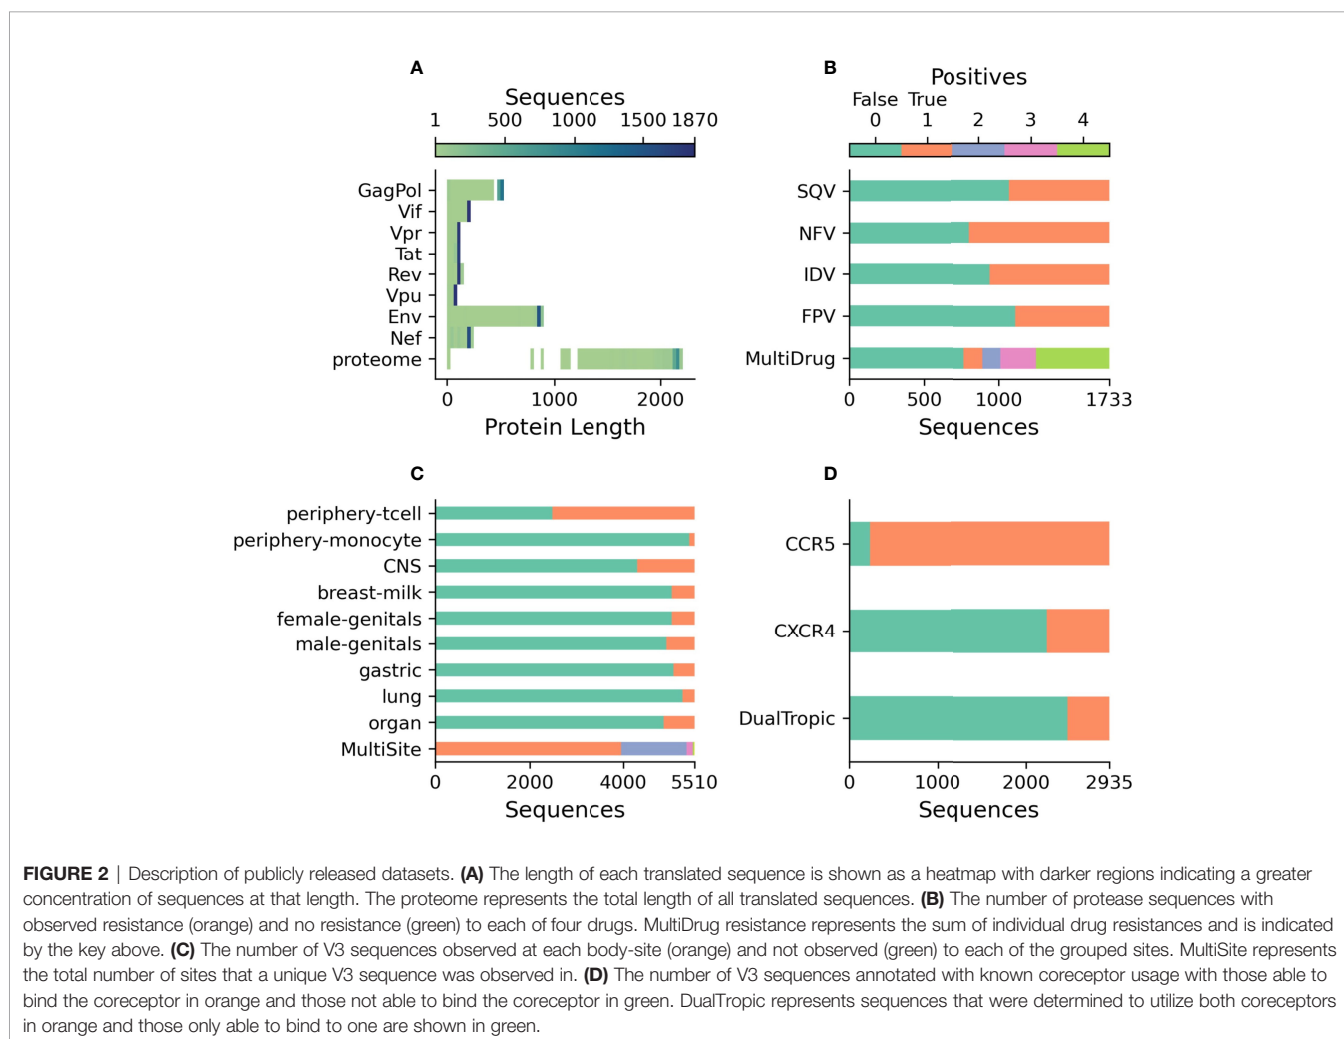 A
Sequences
1 500 1000 1500 1870
GagPol
Vif
Vpr
Tat
Rev
Vpu
Env
Nef
proteome
0 1000 2000
Protein Length
B
Positives
False True
0 1 2 3 4
SQV
NFV
IDV
FPV
MultiDrug
0 500 1000 1733
Sequences
C
periphery-tcell
periphery-monocyte
CNS
breast-milk
female-genitals
male-genitals
gastric
lung
organ
MultiSite
0 2000 4000 5510
Sequences
D
CCR5
CXCR4
DualTropic
0 1000 2000 2935
Sequences
FIGURE 2 | Description of publicly released datasets. (A) The length of each translated sequence is shown as a heatmap with darker regions indicating a greater
concentration of sequences at that length. The proteome represents the total length of all translated sequences. (B) The number of protease sequences with
observed resistance (orange) and no resistance (green) to each of four drugs. MultiDrug resistance represents the sum of individual drug resistances and is indicated
by the key above. (C) The number of V3 sequences observed at each body-site (orange) and not observed (green) to each of the grouped sites. MultiSite represents
the total number of sites that a unique V3 sequence was observed in. (D) The number of V3 sequences annotated with known coreceptor usage with those able to
bind the coreceptor in orange and those not able to bind the coreceptor in green. DualTropic represents sequences that were determined to utilize both coreceptors
in orange and those only able to bind to one are shown in green.